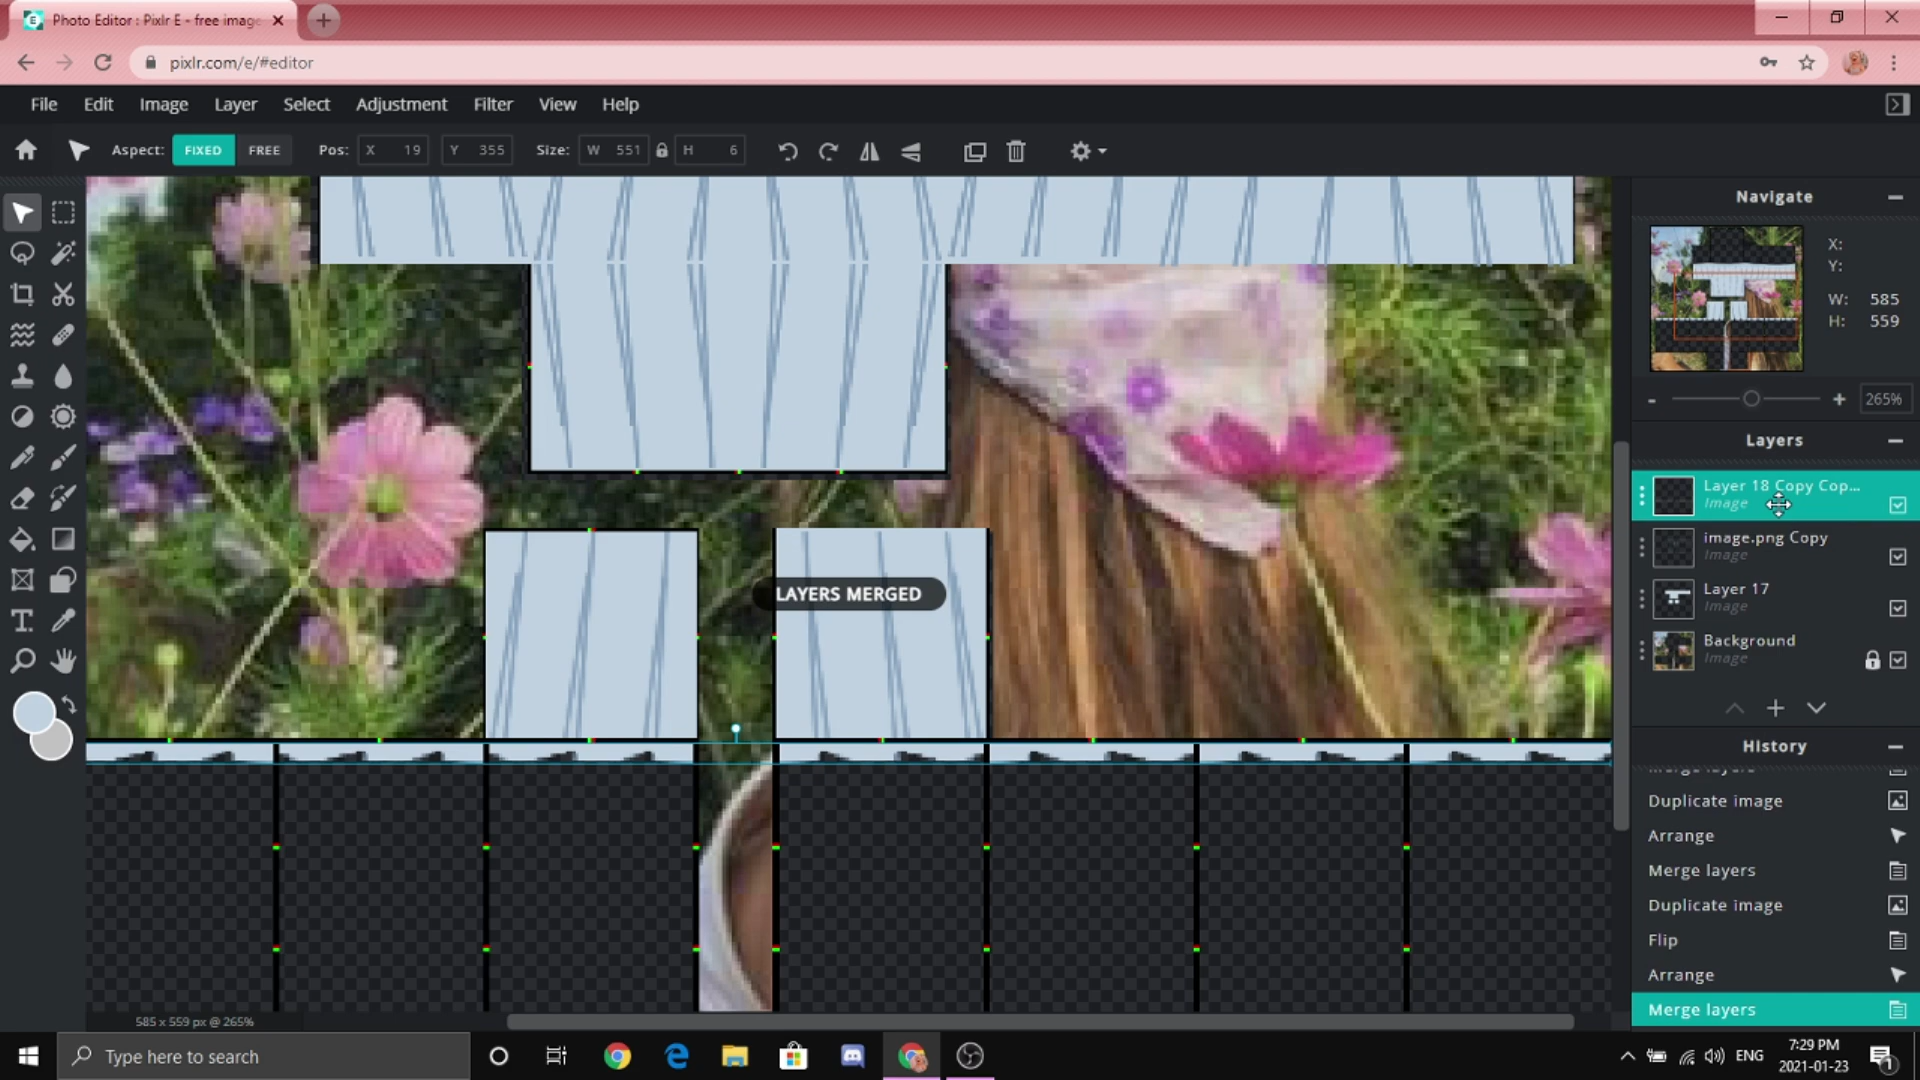 Photo Editor : Pixlr E - free image
pixlr.com/e/#editor
File Edit Image Layer Select Adjustment Filter View Help
Aspect: FIXED FREE Pos: X 19 Y 355 Size: W 551 H 6
Navigate
X:
Y:
W: 585
H: 559
265%
Layers
Layer 18 Copy Cop...
Image
image.png Copy
Image
Layer 17
Image
Background
Image
LAYERS MERGED
History
Merge layers
Duplicate image
Arrange
Merge layers
Duplicate image
Flip
Arrange
Merge layers
585 x 559 px @ 265%
Type here to search
ENG
7:29 PM
2021-01-23
1